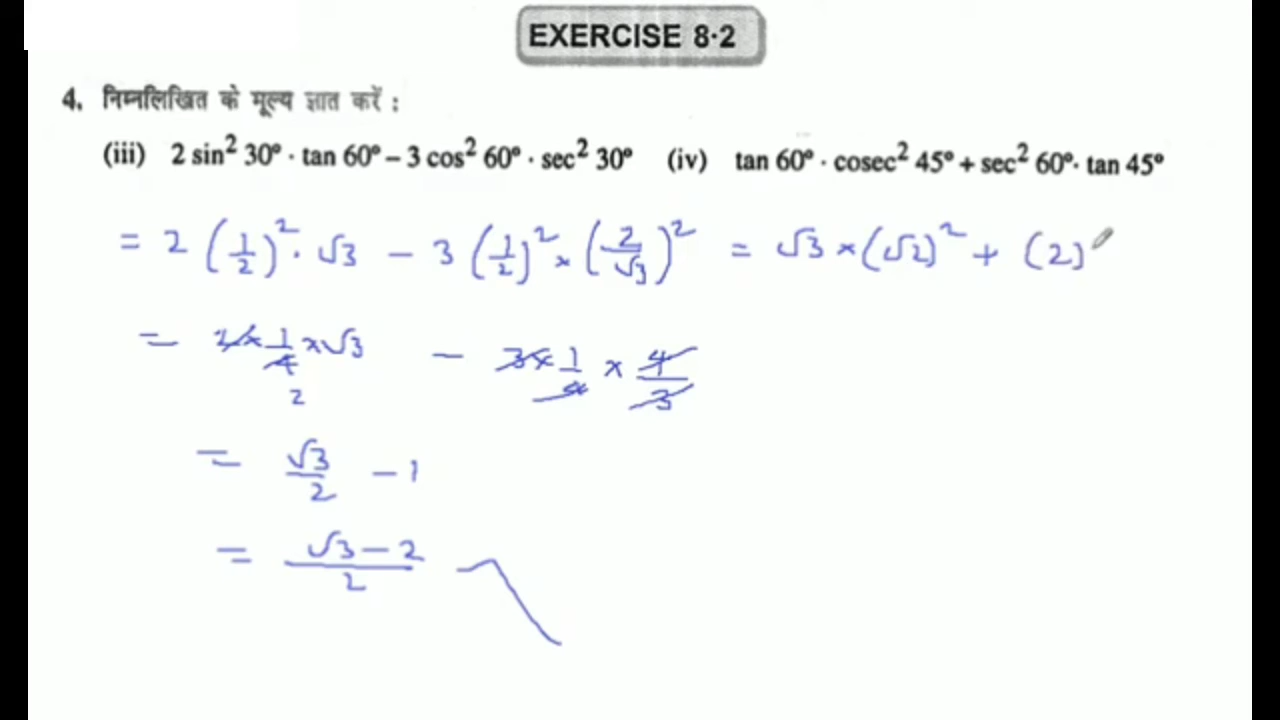 EXERCISE 8·2
4. निम्नलिखित के मूल्य ज्ञात करें :
(iii) 2 sin² 30° · tan 60° – 3 cos² 60° · sec² 30° (iv) tan 60° · cosec² 45° + sec² 60°· tan 45°
= 2 (1/2)² · √3 – 3 (1/2)² × (2/√3)² = √3 × (√2)² + (2)
= 2 × 1/4 × √3 – 3 × 1/4 × 4/3
2
= √3/2 – 1
= √3 – 2/2